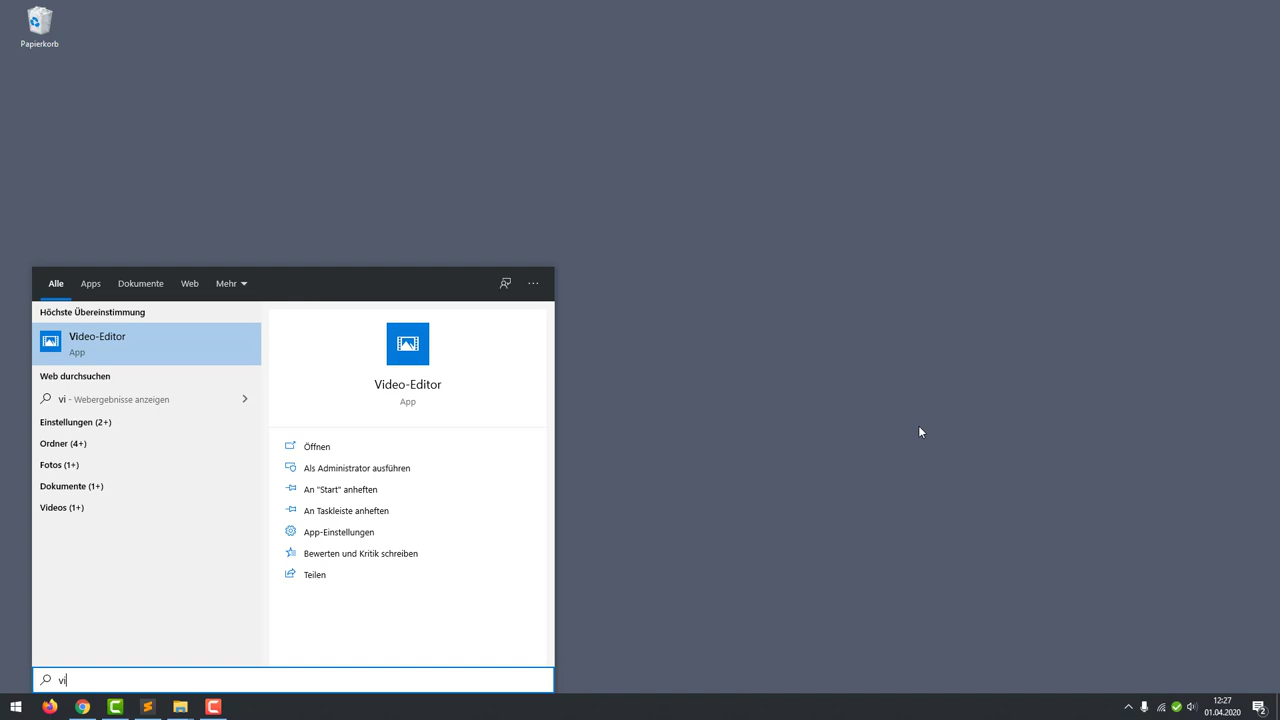 Papierkorb
Alle Apps Dokumente Web Mehr
Höchste Übereinstimmung
Video-Editor
App
Web durchsuchen
vi - Webergebnisse anzeigen
Einstellungen (2+)
Ordner (4+)
Fotos (1+)
Dokumente (1+)
Videos (1+)
Video-Editor
App
Öffnen
Als Administrator ausführen
An "Start" anheften
An Taskleiste anheften
App-Einstellungen
Bewerten und Kritik schreiben
Teilen
vi
12:27
01.04.2020